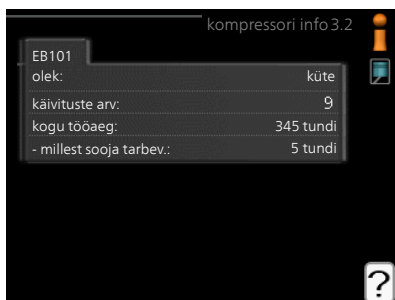 kompressori info 3.2
EB101
olek: küte
käivituste arv: 9
kogu tööaeg: 345 tundi
- millest sooja tarbev.: 5 tundi
?